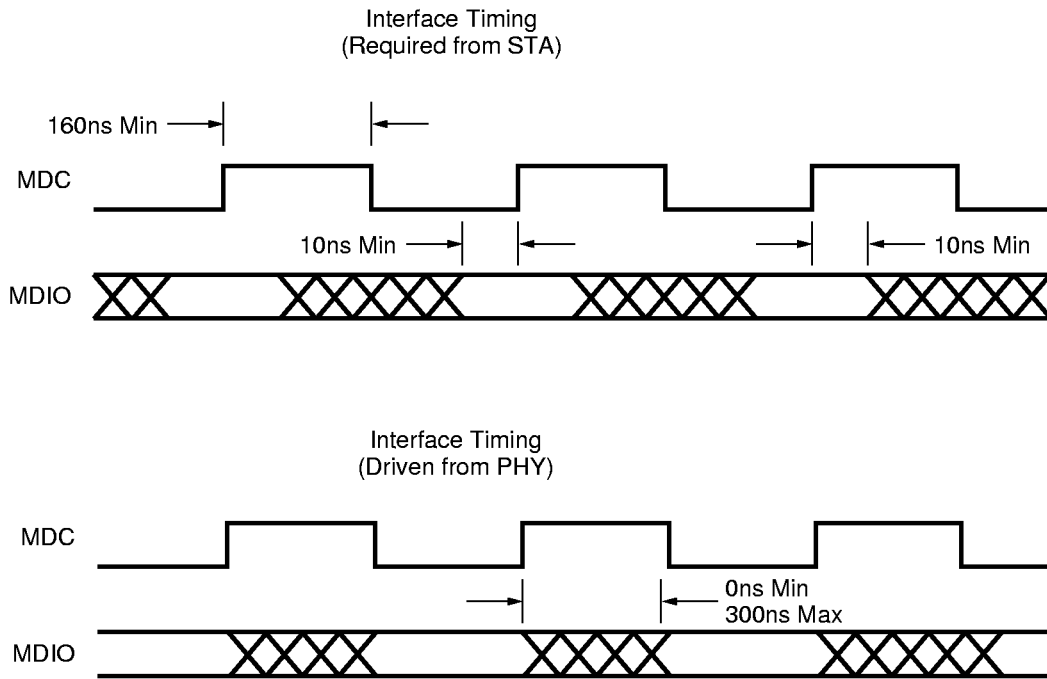 Interface Timing
(Required from STA)
160ns Min
MDC
10ns Min
10ns Min
MDIO
Interface Timing
(Driven from PHY)
MDC
0ns Min
300ns Max
MDIO